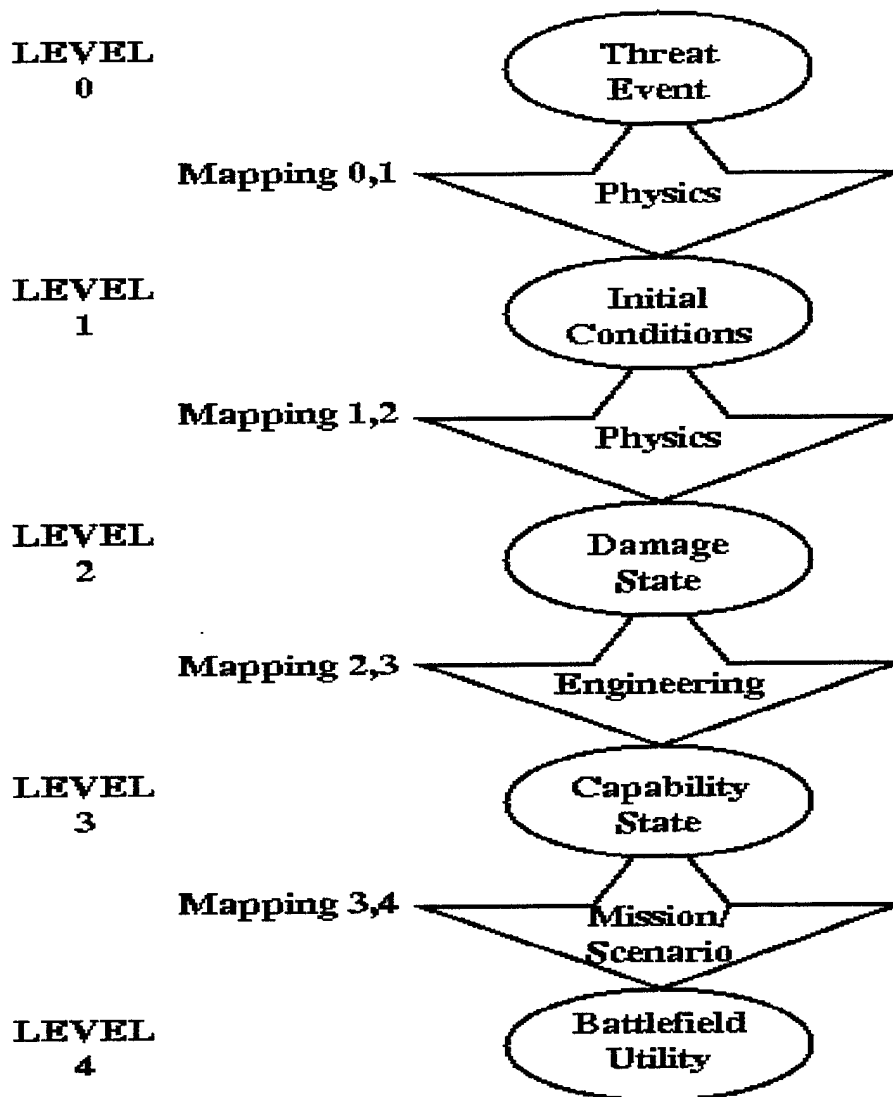 LEVEL
0
Threat
Event
Mapping 0,1
Physics
LEVEL
1
Initial
Conditions
Mapping 1,2
Physics
LEVEL
2
Damage
State
Mapping 2,3
Engineering
LEVEL
3
Capability
State
Mapping 3,4
Mission/
Scenario
LEVEL
4
Battlefield
Utility